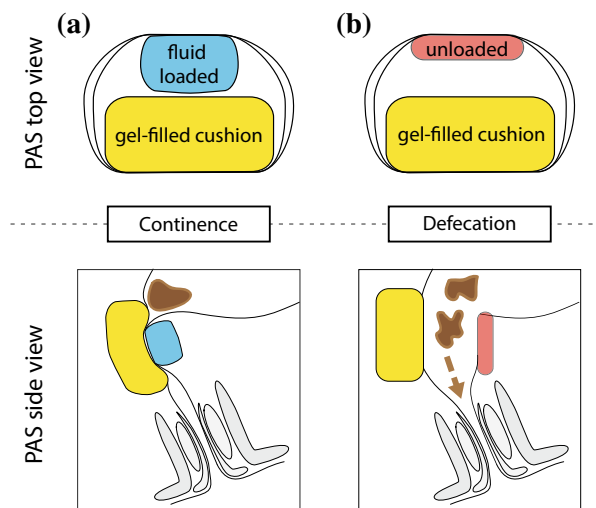 (a)
(b)
PAS top view
fluid
loaded
gel-filled cushion
unloaded
gel-filled cushion
Continence
Defecation
PAS side view